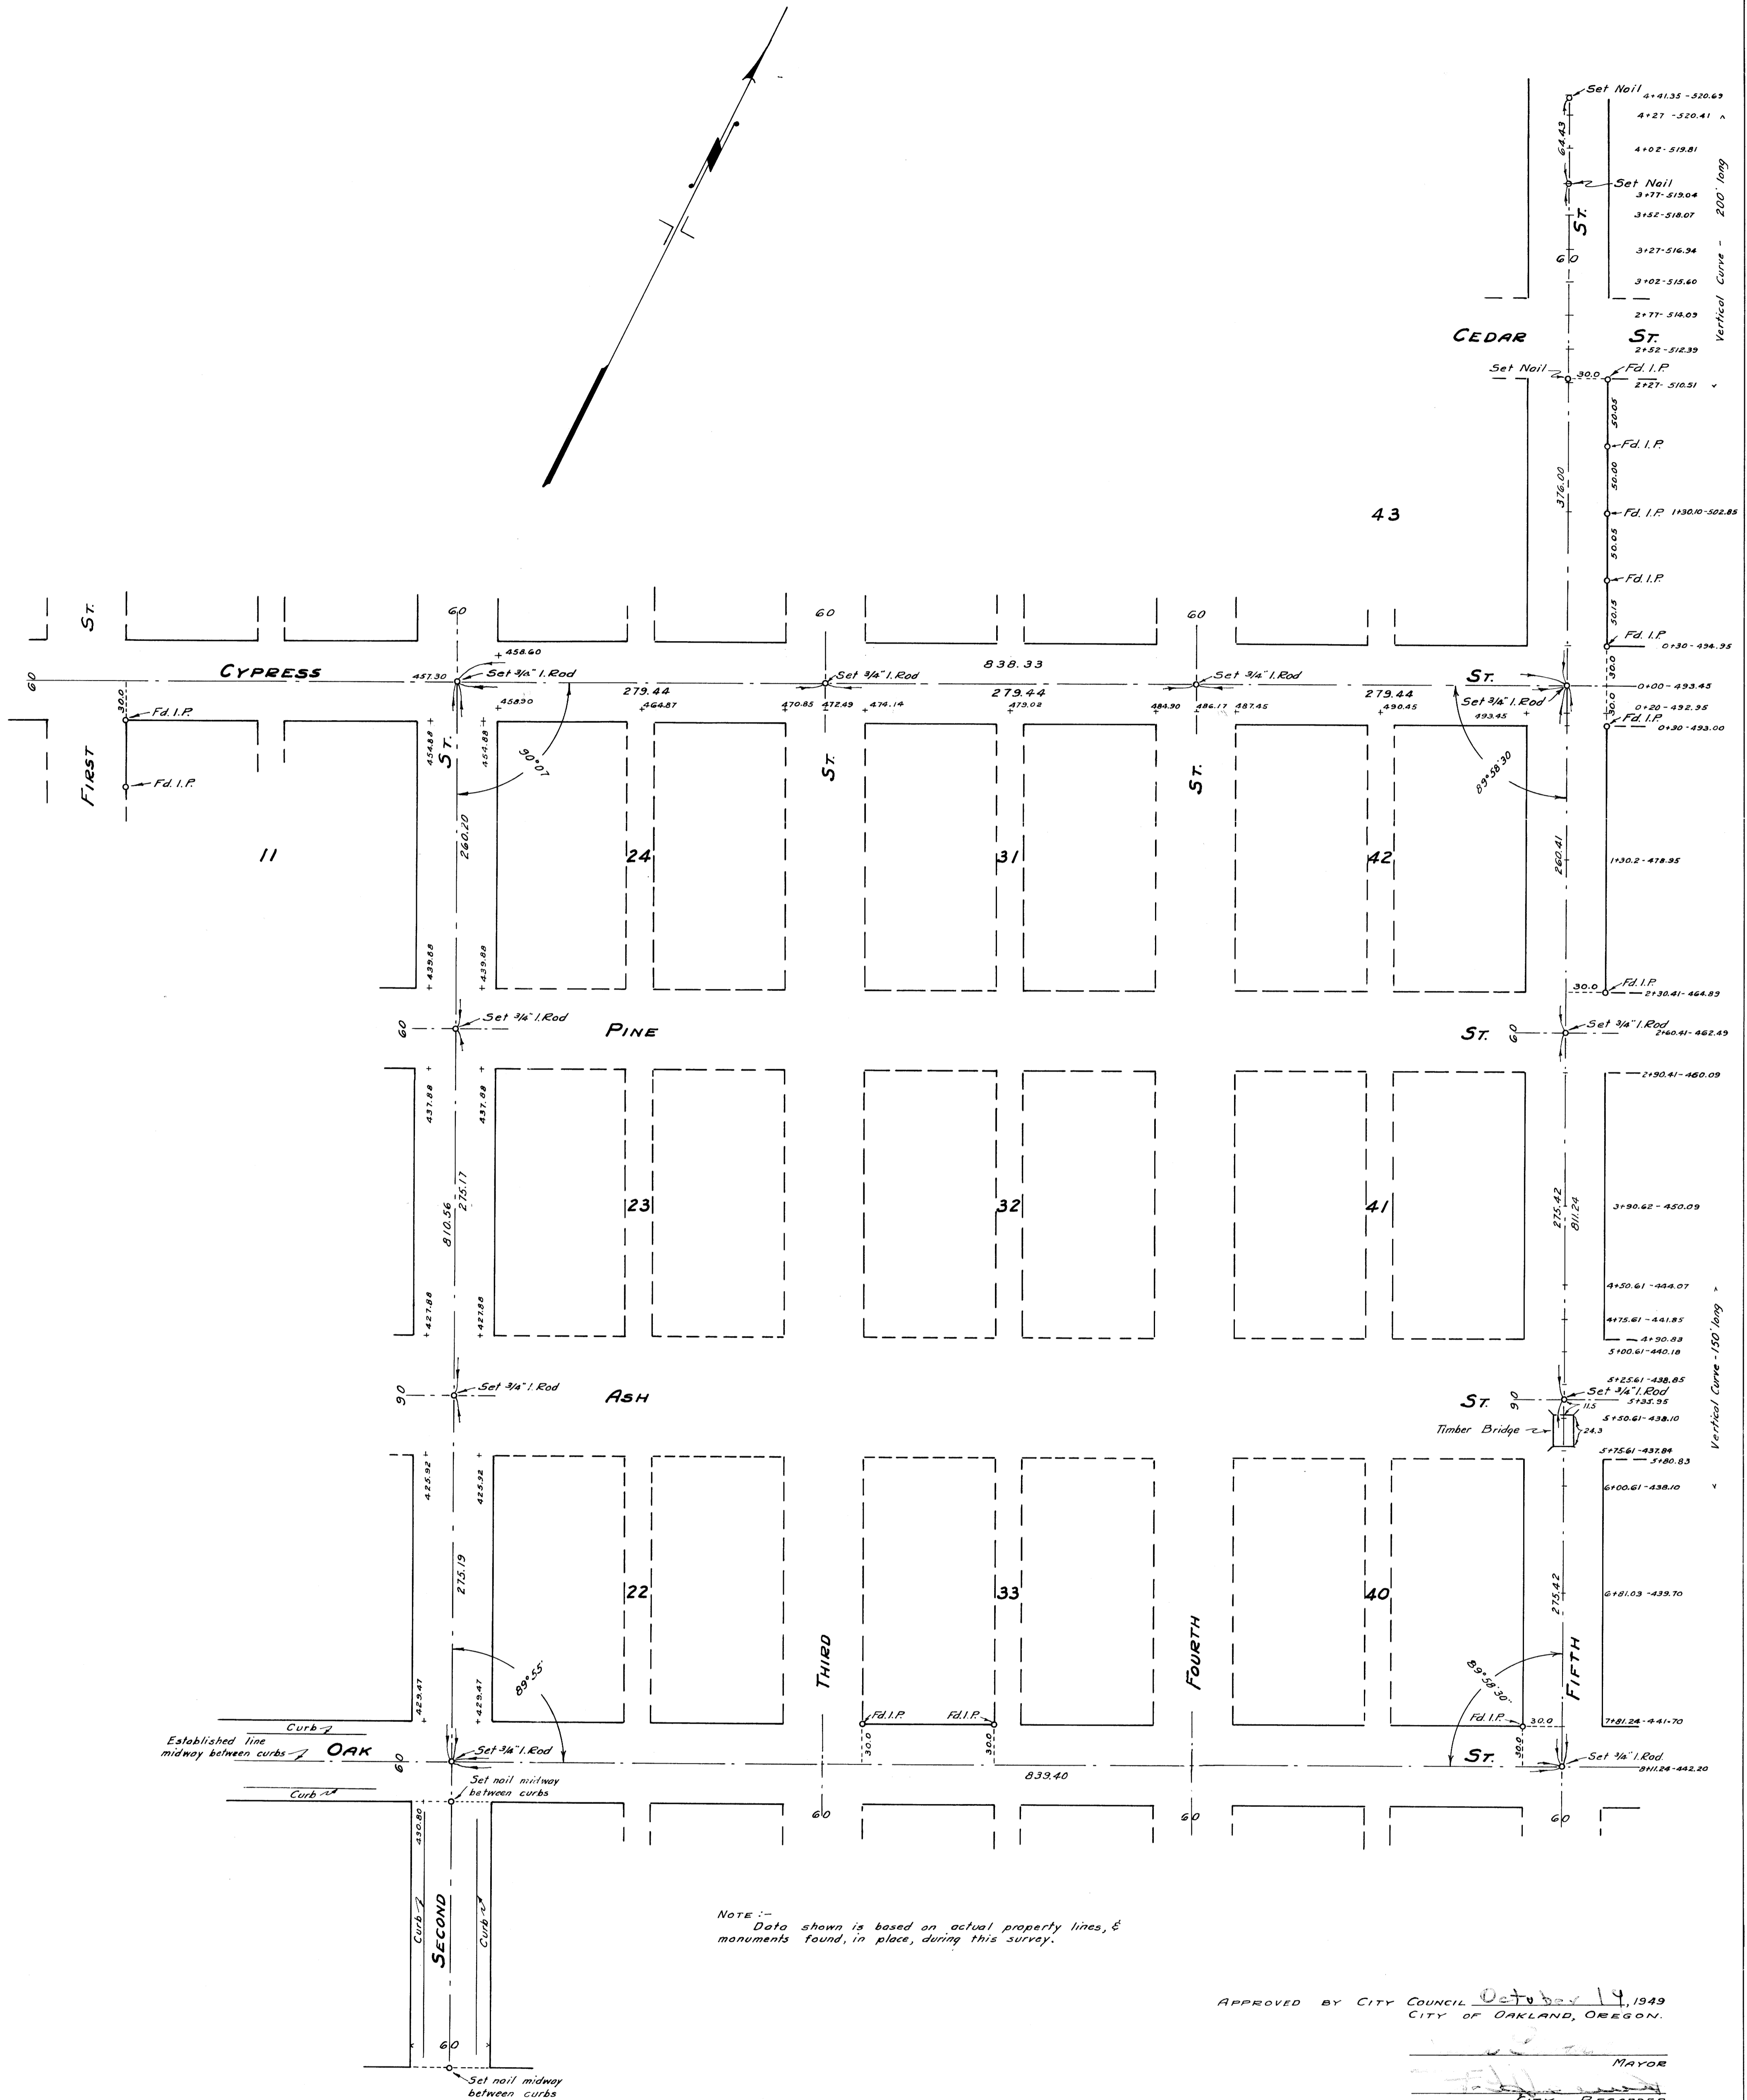 Set Nail 4+41.35-520.69
4+27 -520.41
64.43
4+02-519.81
Set Nail
3+77-519.04
ST.
3+52-518.07
3+27-516.94
60
3+02-515.60
Vertical Curve - 200' long
2+77-514.09
CEDAR ST.
2+52-512.39
Set Nail 30.0 Fd. I.P.
2+27-510.51
50.05
Fd. I.P.
376.00
50.00
43
Fd. I.P. 1+30.10-502.85
50.05
Fd. I.P.
50.15
ST.
60
60
60
Fd. I.P.
0+30-494.95
30.0
+ 458.60
838.33
CYPRESS
60
457.30
Set 3/4" I.Rod
Set 3/4" I.Rod
Set 3/4" I.Rod
ST.
0+00-493.45
279.44
279.44
279.44
Set 3/4" I.Rod
30.0
458.90
464.87
470.85 472.49 474.14
479.02
484.90 486.17 487.45
490.45
493.45
0+20-492.95
30.0
Fd. I.P.
0+30-493.00
Fd. I.P.
FIRST
454.88
ST.
454.88
90°07
ST.
ST.
89°58'30
Fd. I.P.
260.20
260.41
11
24
31
42
1+30.2-478.95
439.88
439.88
30.0
Fd. I.P.
2+30.41-464.89
60
Set 3/4" I.Rod
PINE
ST.
60
Set 3/4" I.Rod
2+60.41-462.49
437.88
437.88
2+90.41-460.09
810.56
275.17
23
32
41
275.42
811.24
3+90.62-450.09
427.88
427.88
4+50.61-444.07
4+75.61-441.85
4+90.83
5+00.61-440.18
Vertical Curve - 150' long
5+25.61-438.85
90
Set 3/4" I.Rod
ASH
ST.
90
Set 3/4" I.Rod
5+35.95
11.5
5+50.61-438.10
Timber Bridge
24.3
5+75.61-437.84
5+80.83
425.92
425.92
6+00.61-438.10
275.19
22
33
40
275.42
6+81.03-439.70
THIRD
FOURTH
FIFTH
89°55'
89°58'30"
429.47
429.47
Fd.I.P.
Fd.I.P.
Fd.I.P.
30.0
7+81.24-441.70
Curb
Established line
midway between curbs
OAK
60
Set 3/4" I.Rod
30.0
30.0
30.0
ST.
Set 3/4" I.Rod.
8+11.24-442.20
839.40
Set nail midway
between curbs
Curb
430.80
60
60
60
Curb
SECOND
Curb
NOTE :-
Data shown is based on actual property lines, &
monuments found, in place, during this survey.
APPROVED BY CITY COUNCIL October 14, 1949
CITY OF OAKLAND, OREGON.
60
MAYOR
Set nail midway
between curbs
CITY RECORDER